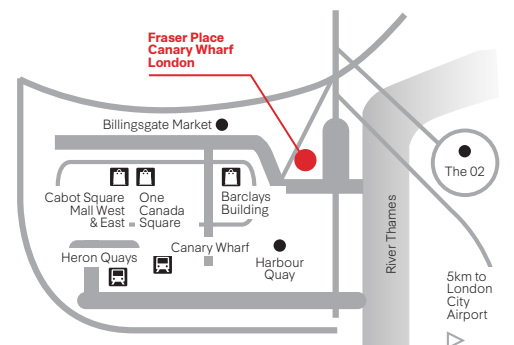 Fraser Place
Canary Wharf
London
Billingsgate Market
The 02
Cabot Square
Mall West
& East
One
Canada
Square
Barclays
Building
River Thames
Canary Wharf
Heron Quays
Harbour
Quay
5km to
London
City
Airport